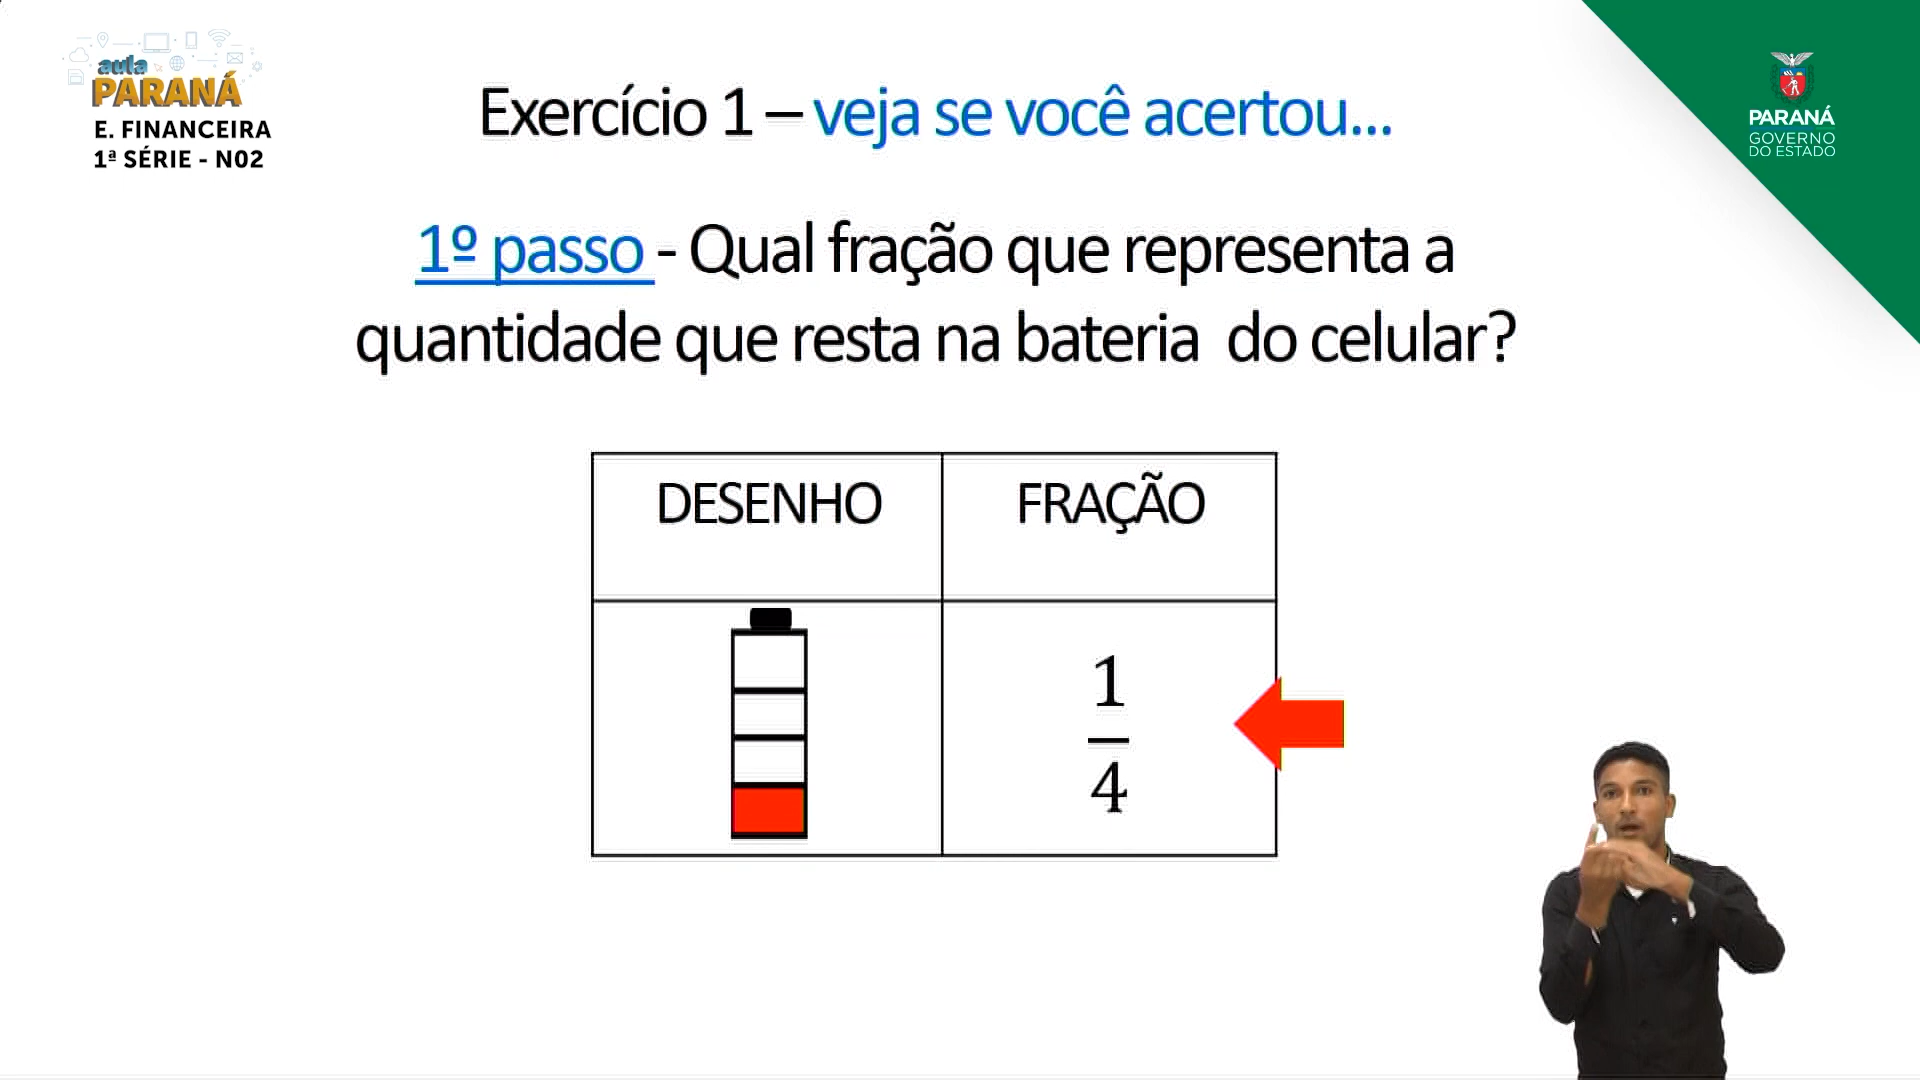 aula
PARANÁ
E. FINANCEIRA
1ª SÉRIE - N02
PARANÁ
GOVERNO
DO ESTADO
Exercício 1 – veja se você acertou...
1º passo - Qual fração que representa a
quantidade que resta na bateria do celular?
DESENHO FRAÇÃO
1
4